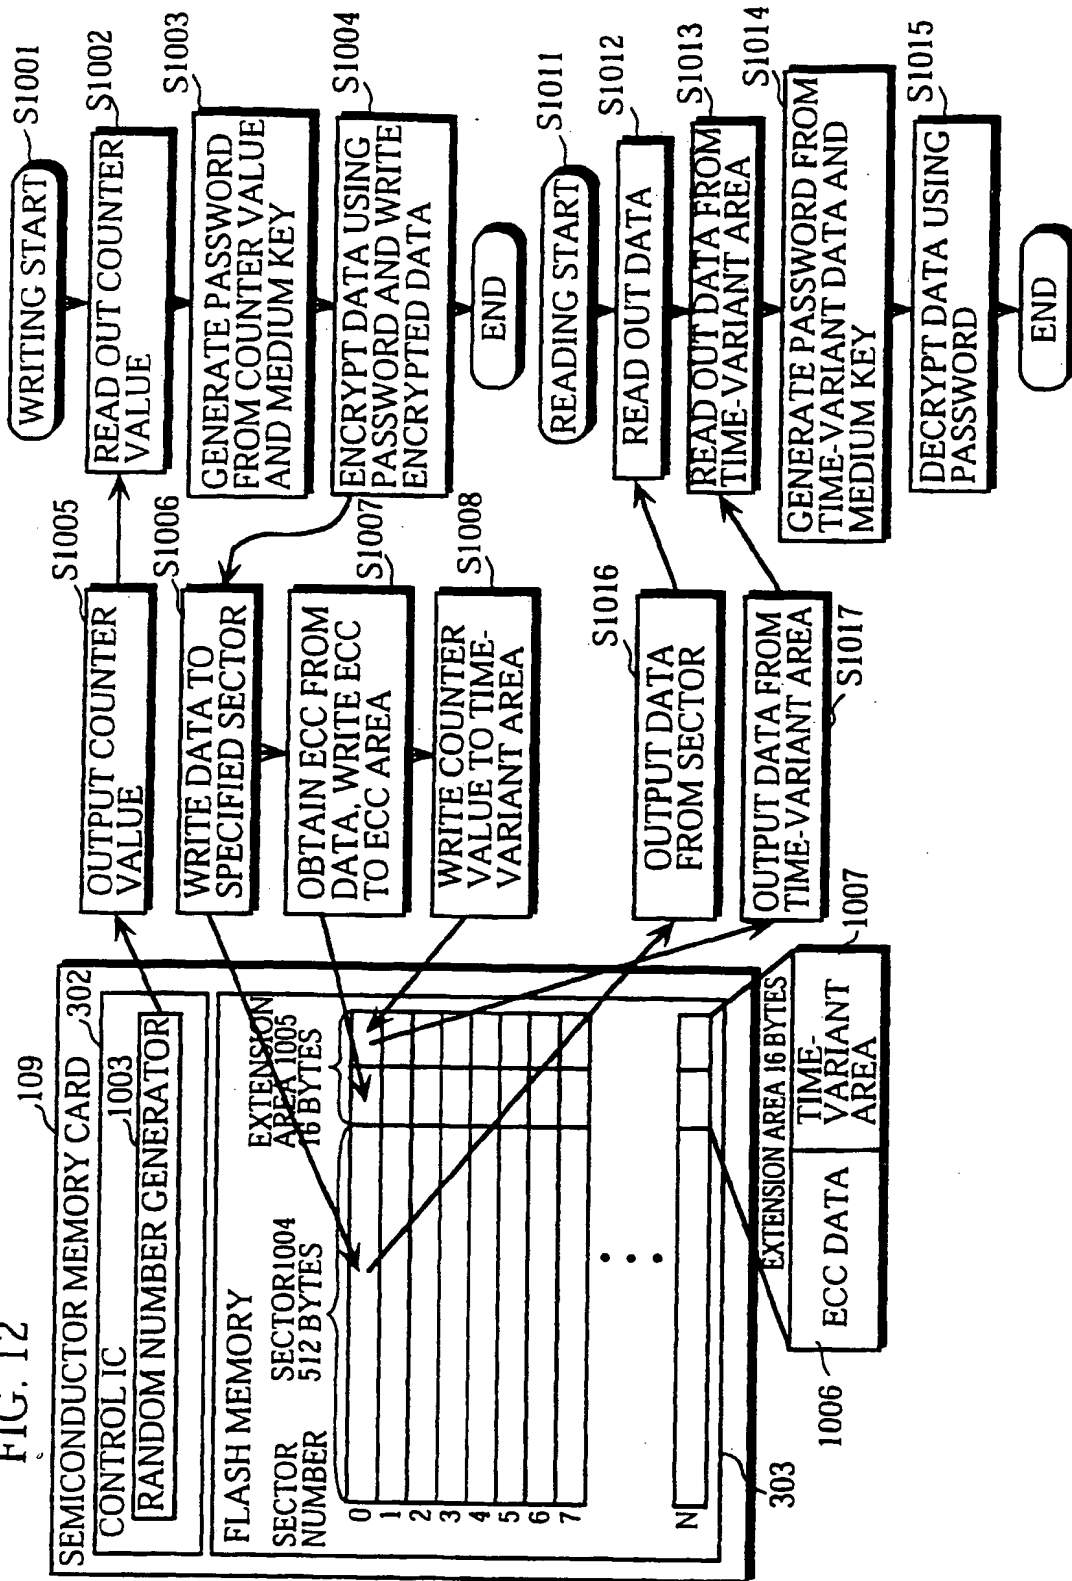 FIG. 12
109
SEMICONDUCTOR MEMORY CARD
302
CONTROL IC
1003
RANDOM NUMBER GENERATOR
FLASH MEMORY
SECTOR
NUMBER
SECTOR1004
512 BYTES
EXTENSION
AREA 1005
16 BYTES
0
1
2
3
4
5
6
7
N
303
EXTENSION AREA 16 BYTES
1006
ECC DATA
TIME-
VARIANT
AREA
1007
S1005
OUTPUT COUNTER
VALUE
S1006
WRITE DATA TO
SPECIFIED SECTOR
S1007
OBTAIN ECC FROM
DATA, WRITE ECC
TO ECC AREA
S1008
WRITE COUNTER
VALUE TO TIME-
VARIANT AREA
S1016
OUTPUT DATA
FROM SECTOR
OUTPUT DATA FROM
TIME-VARIANT AREA
S1017
WRITING START
S1001
S1002
READ OUT COUNTER
VALUE
S1003
GENERATE PASSWORD
FROM COUNTER VALUE
AND MEDIUM KEY
S1004
ENCRYPT DATA USING
PASSWORD AND WRITE
ENCRYPTED DATA
END
READING START
S1011
S1012
READ OUT DATA
S1013
READ OUT DATA FROM
TIME-VARIANT AREA
S1014
GENERATE PASSWORD FROM
TIME-VARIANT DATA AND
MEDIUM KEY
S1015
DECRYPT DATA USING
PASSWORD
END